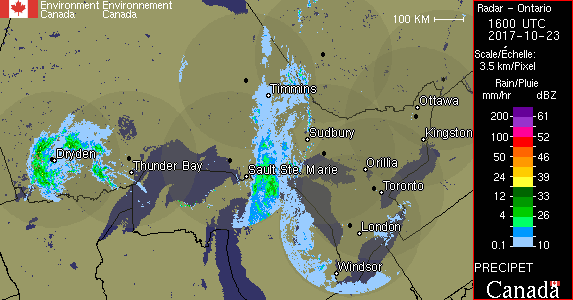 Environment Environnement
Canada Canada
100 KM
Timmins
Ottawa
Sudbury
Kingston
Dryden
Thunder Bay
Sault Ste. Marie
Orillia
Toronto
London
Windsor
Radar - Ontario
1600 UTC
2017-10-23
Scale/Échelle:
3.5 km/Pixel
Rain/Pluie
mm/hr dBZ
200 61
100 52
50 46
24 39
12 33
4 26
0.1 10
PRECIPET
Canada